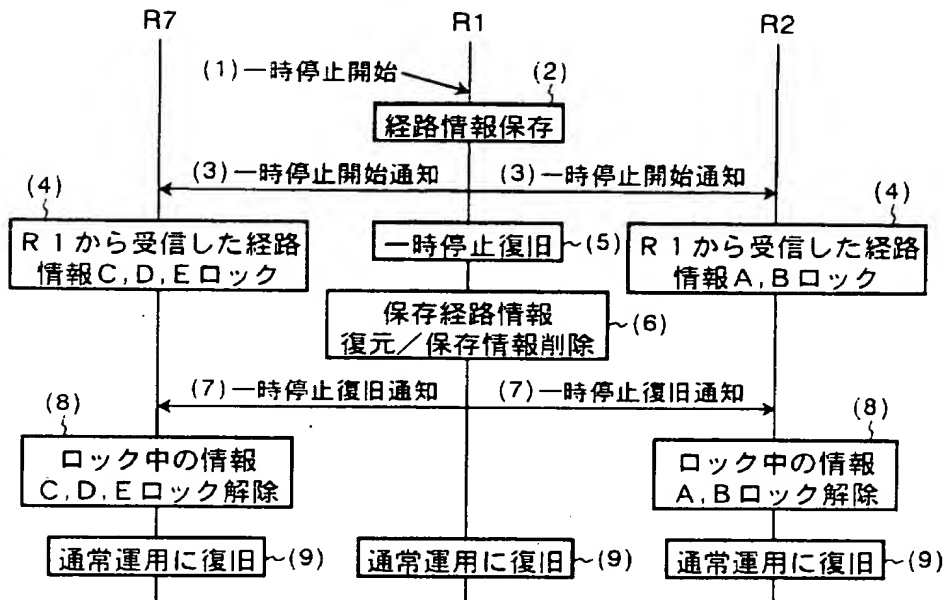 R7
R1
R2
(1)一時停止開始
(2)
経路情報保存
(3)一時停止開始通知
(3)一時停止開始通知
(4)
R1から受信した経路
情報C,D,Eロック
一時停止復旧
(5)
(4)
R1から受信した経路
情報A,Bロック
保存経路情報
復元/保存情報削除
(6)
(7)一時停止復旧通知
(7)一時停止復旧通知
(8)
ロック中の情報
C,D,Eロック解除
(8)
ロック中の情報
A,Bロック解除
通常運用に復旧
(9)
通常運用に復旧
(9)
通常運用に復旧
(9)